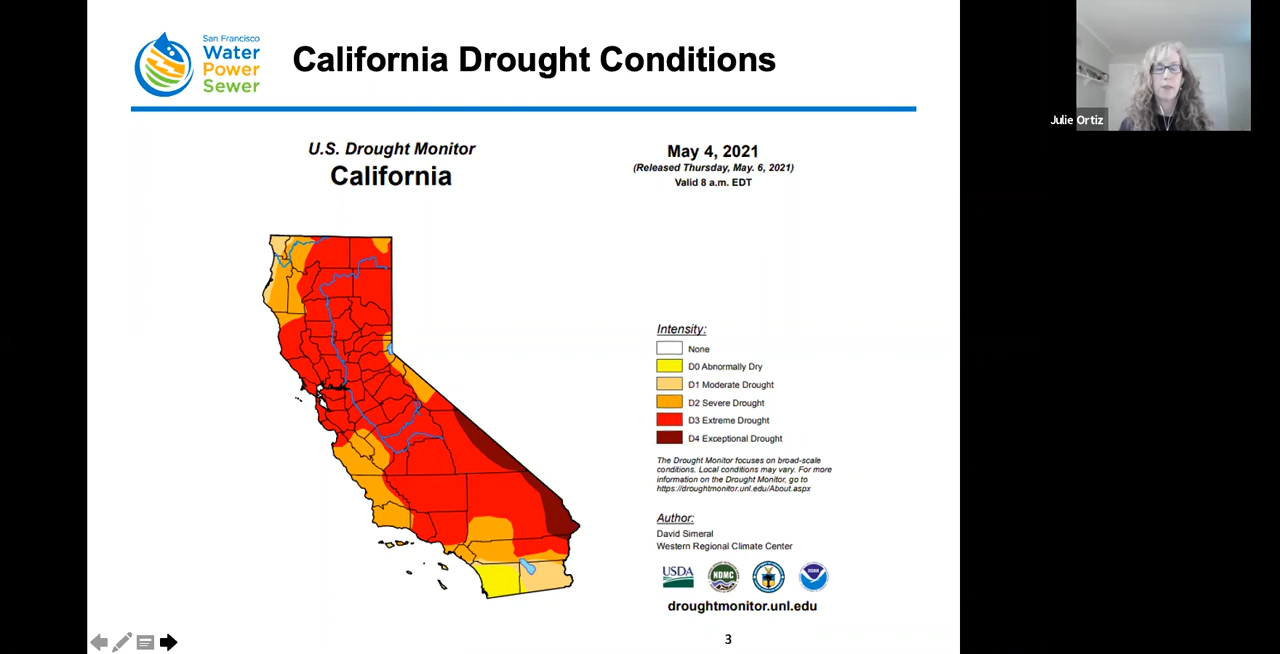 San Francisco
Water
Power
Sewer
California Drought Conditions
Julie Ortiz
U.S. Drought Monitor
California
May 4, 2021
(Released Thursday, May. 6, 2021)
Valid 8 a.m. EDT
Intensity:
None
D0 Abnormally Dry
D1 Moderate Drought
D2 Severe Drought
D3 Extreme Drought
D4 Exceptional Drought
The Drought Monitor focuses on broad-scale
conditions. Local conditions may vary. For more
information on the Drought Monitor, go to
https://droughtmonitor.unl.edu/About.aspx
Author:
David Simeral
Western Regional Climate Center
USDA
NDMC
droughtmonitor.unl.edu
3